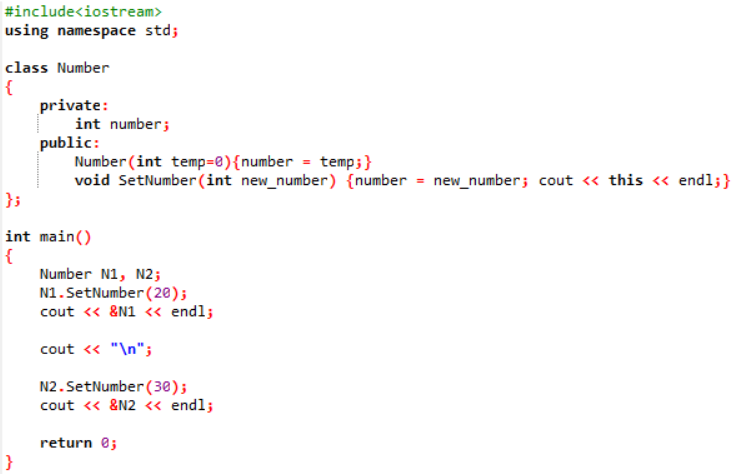 #include<iostream>
using namespace std;
class Number
{
private:
int number;
public:
Number(int temp=0){number = temp;}
void SetNumber(int new_number) {number = new_number; cout << this << endl;}
};
int main()
{
Number N1, N2;
N1.SetNumber(20);
cout << &N1 << endl;
cout << "\n";
N2.SetNumber(30);
cout << &N2 << endl;
return 0;
}